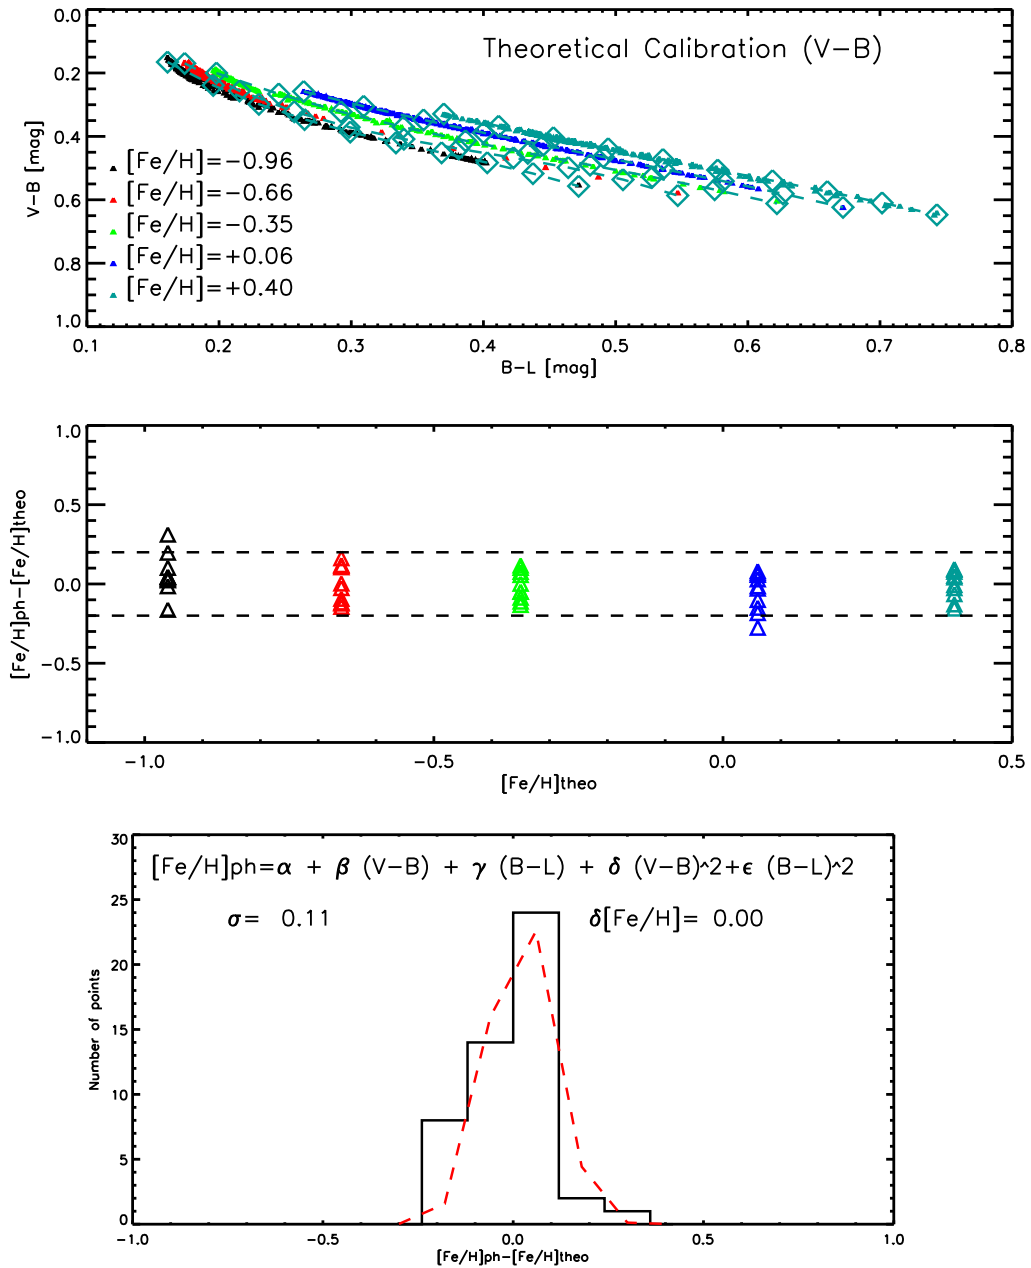 Theoretical Calibration (V−B)
0.0
0.2
0.4
0.6
0.8
1.0
V−B [mag]
[Fe/H]=−0.96
[Fe/H]=−0.66
[Fe/H]=−0.35
[Fe/H]=+0.06
[Fe/H]=+0.40
0.1 0.2 0.3 0.4 0.5 0.6 0.7 0.8
B−L [mag]
1.0
0.5
0.0
−0.5
−1.0
[Fe/H]ph−[Fe/H]theo
−1.0 −0.5 0.0 0.5
[Fe/H]theo
30
25
20
15
10
5
0
Number of points
[Fe/H]ph=α + β (V−B) + γ (B−L) + δ (V−B)^2+ϵ (B−L)^2
σ= 0.11 δ[Fe/H]= 0.00
−1.0 −0.5 0.0 0.5 1.0
[Fe/H]ph−[Fe/H]theo